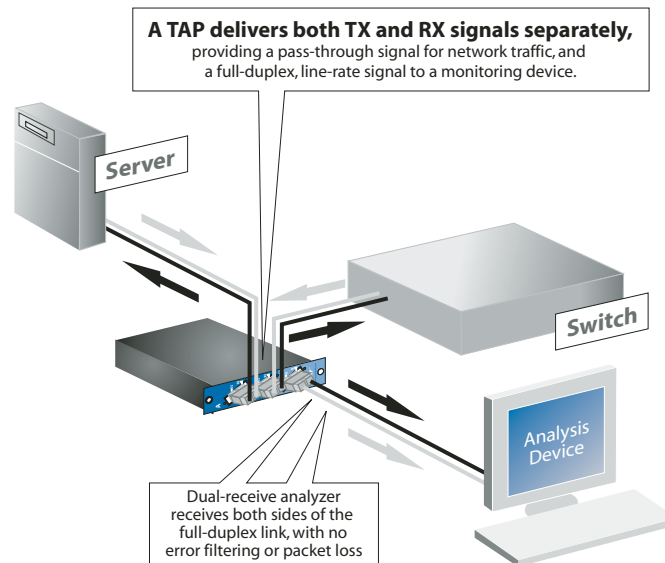 A TAP delivers both TX and RX signals separately,
providing a pass-through signal for network traffic, and
a full-duplex, line-rate signal to a monitoring device.
Server
Switch
Analysis
Device
Dual-receive analyzer
receives both sides of the
full-duplex link, with no
error filtering or packet loss